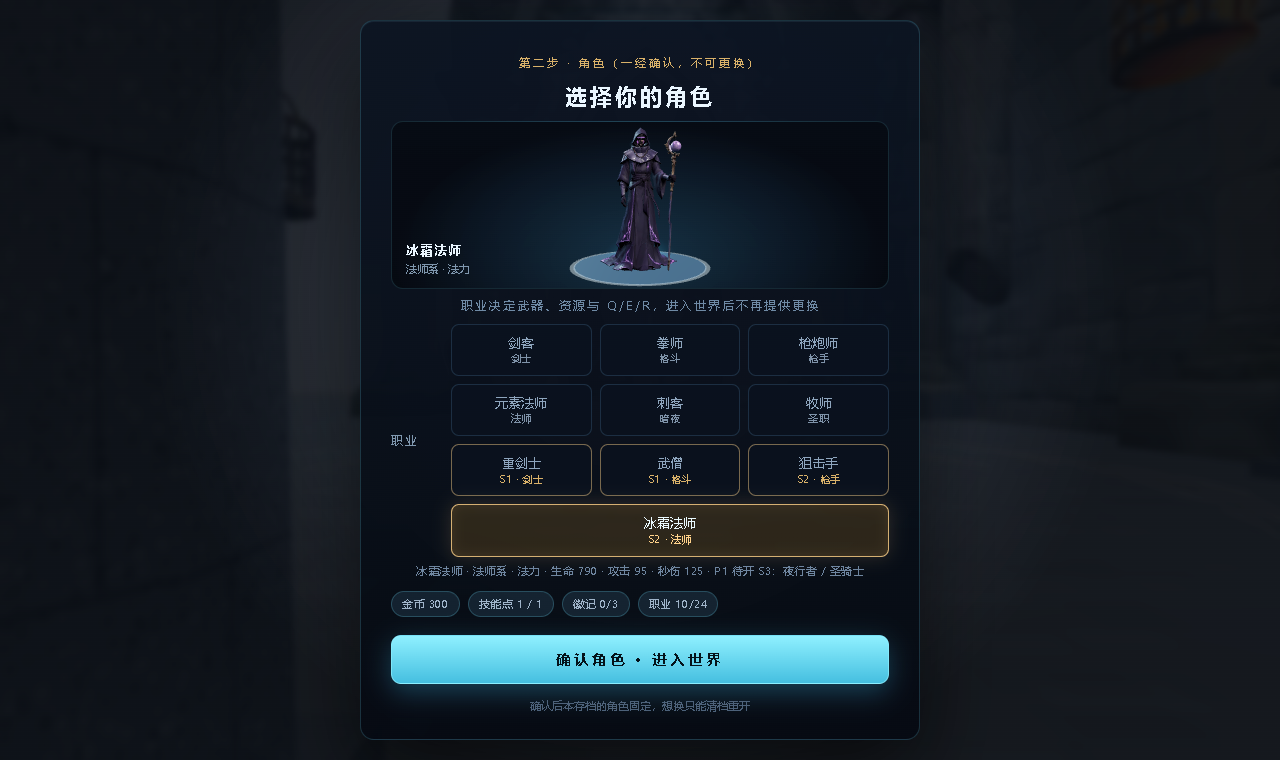 第二步 · 角色（一经确认，不可更换）
选择你的角色
冰霜法师
法师系 · 法力
职业决定武器、资源与 Q/E/R，进入世界后不再提供更换
剑客
剑士
拳师
格斗
枪炮师
枪手
元素法师
法师
刺客
暗夜
牧师
圣职
职业
重剑士
S1 · 剑士
武僧
S1 · 格斗
狙击手
S2 · 枪手
冰霜法师
S2 · 法师
冰霜法师 · 法师系 · 法力 · 生命 790 · 攻击 95 · 秒伤 125 · P1 待开 S3：夜行者 / 圣骑士
金币 300
技能点 1 / 1
徽记 0/3
职业 10/24
确认角色 · 进入世界
确认后本存档的角色固定，想换只能清档重开